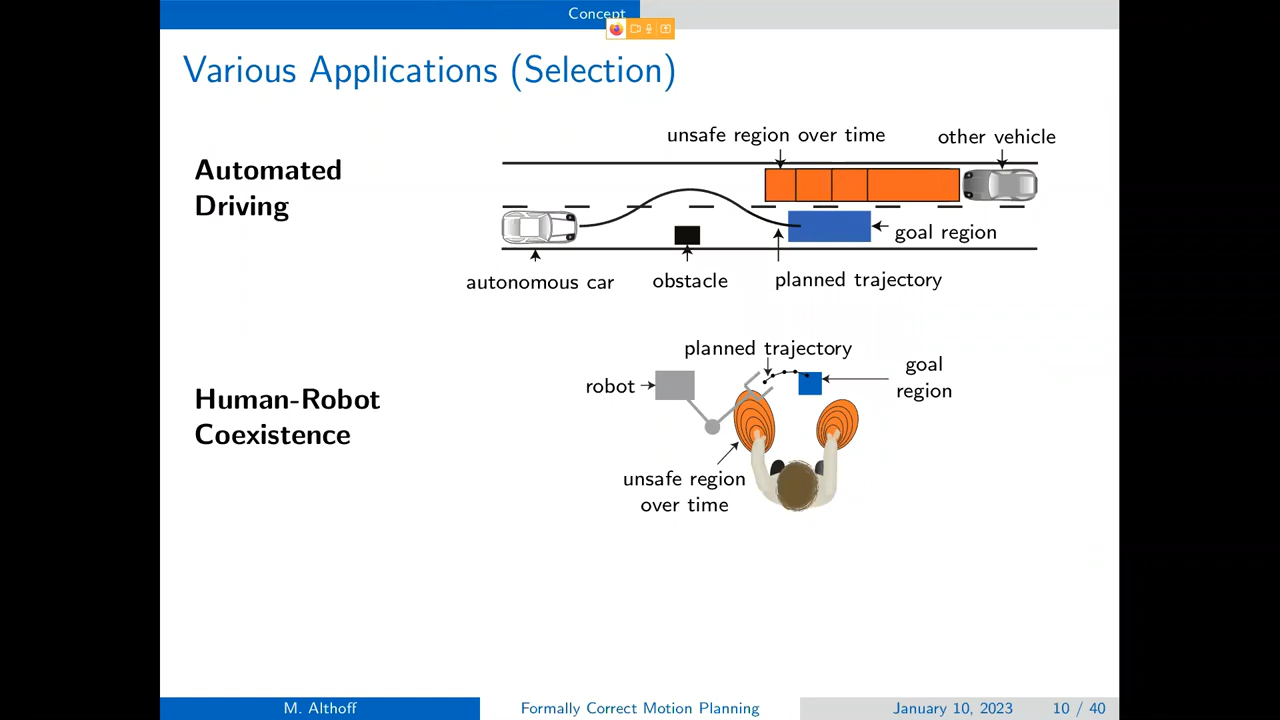 Concept
Various Applications (Selection)
unsafe region over time
other vehicle
Automated
Driving
goal region
autonomous car
obstacle
planned trajectory
planned trajectory
goal
region
robot
Human-Robot
Coexistence
unsafe region
over time
M. Althoff
Formally Correct Motion Planning
January 10, 2023
10 / 40